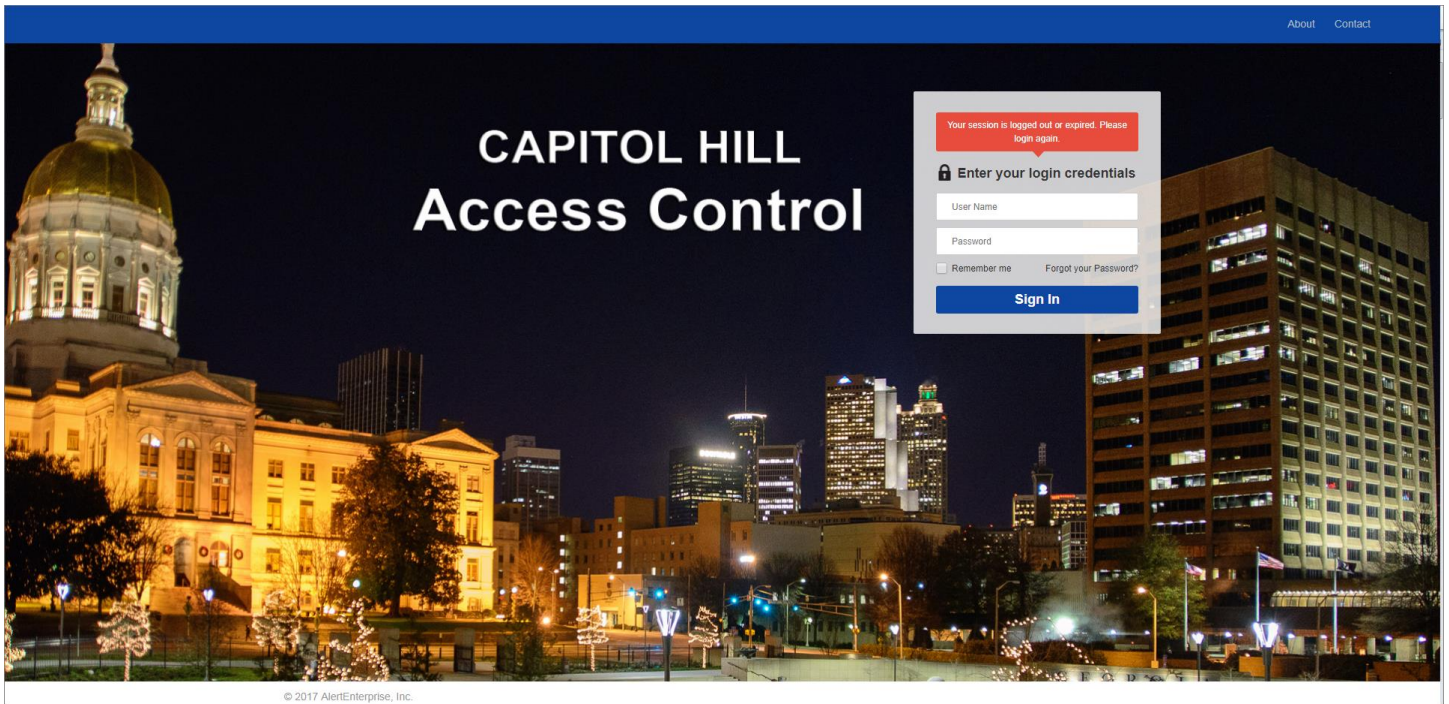 About Contact
CAPITOL HILL
Access Control
Your session is logged out or expired. Please
login again.
Enter your login credentials
User Name
Password
Remember me Forgot your Password?
Sign In
© 2017 AlertEnterprise, Inc.